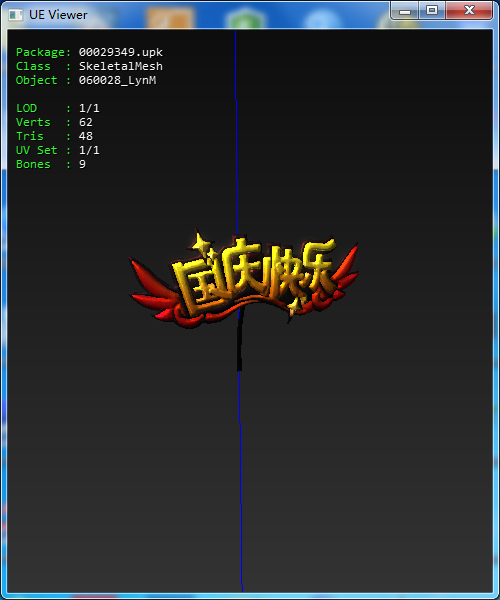 UE Viewer
Package: 00029349.upk
Class : SkeletalMesh
Object : 060028_LynM
LOD : 1/1
Verts : 62
Tris : 48
UV Set : 1/1
Bones : 9
国庆快乐